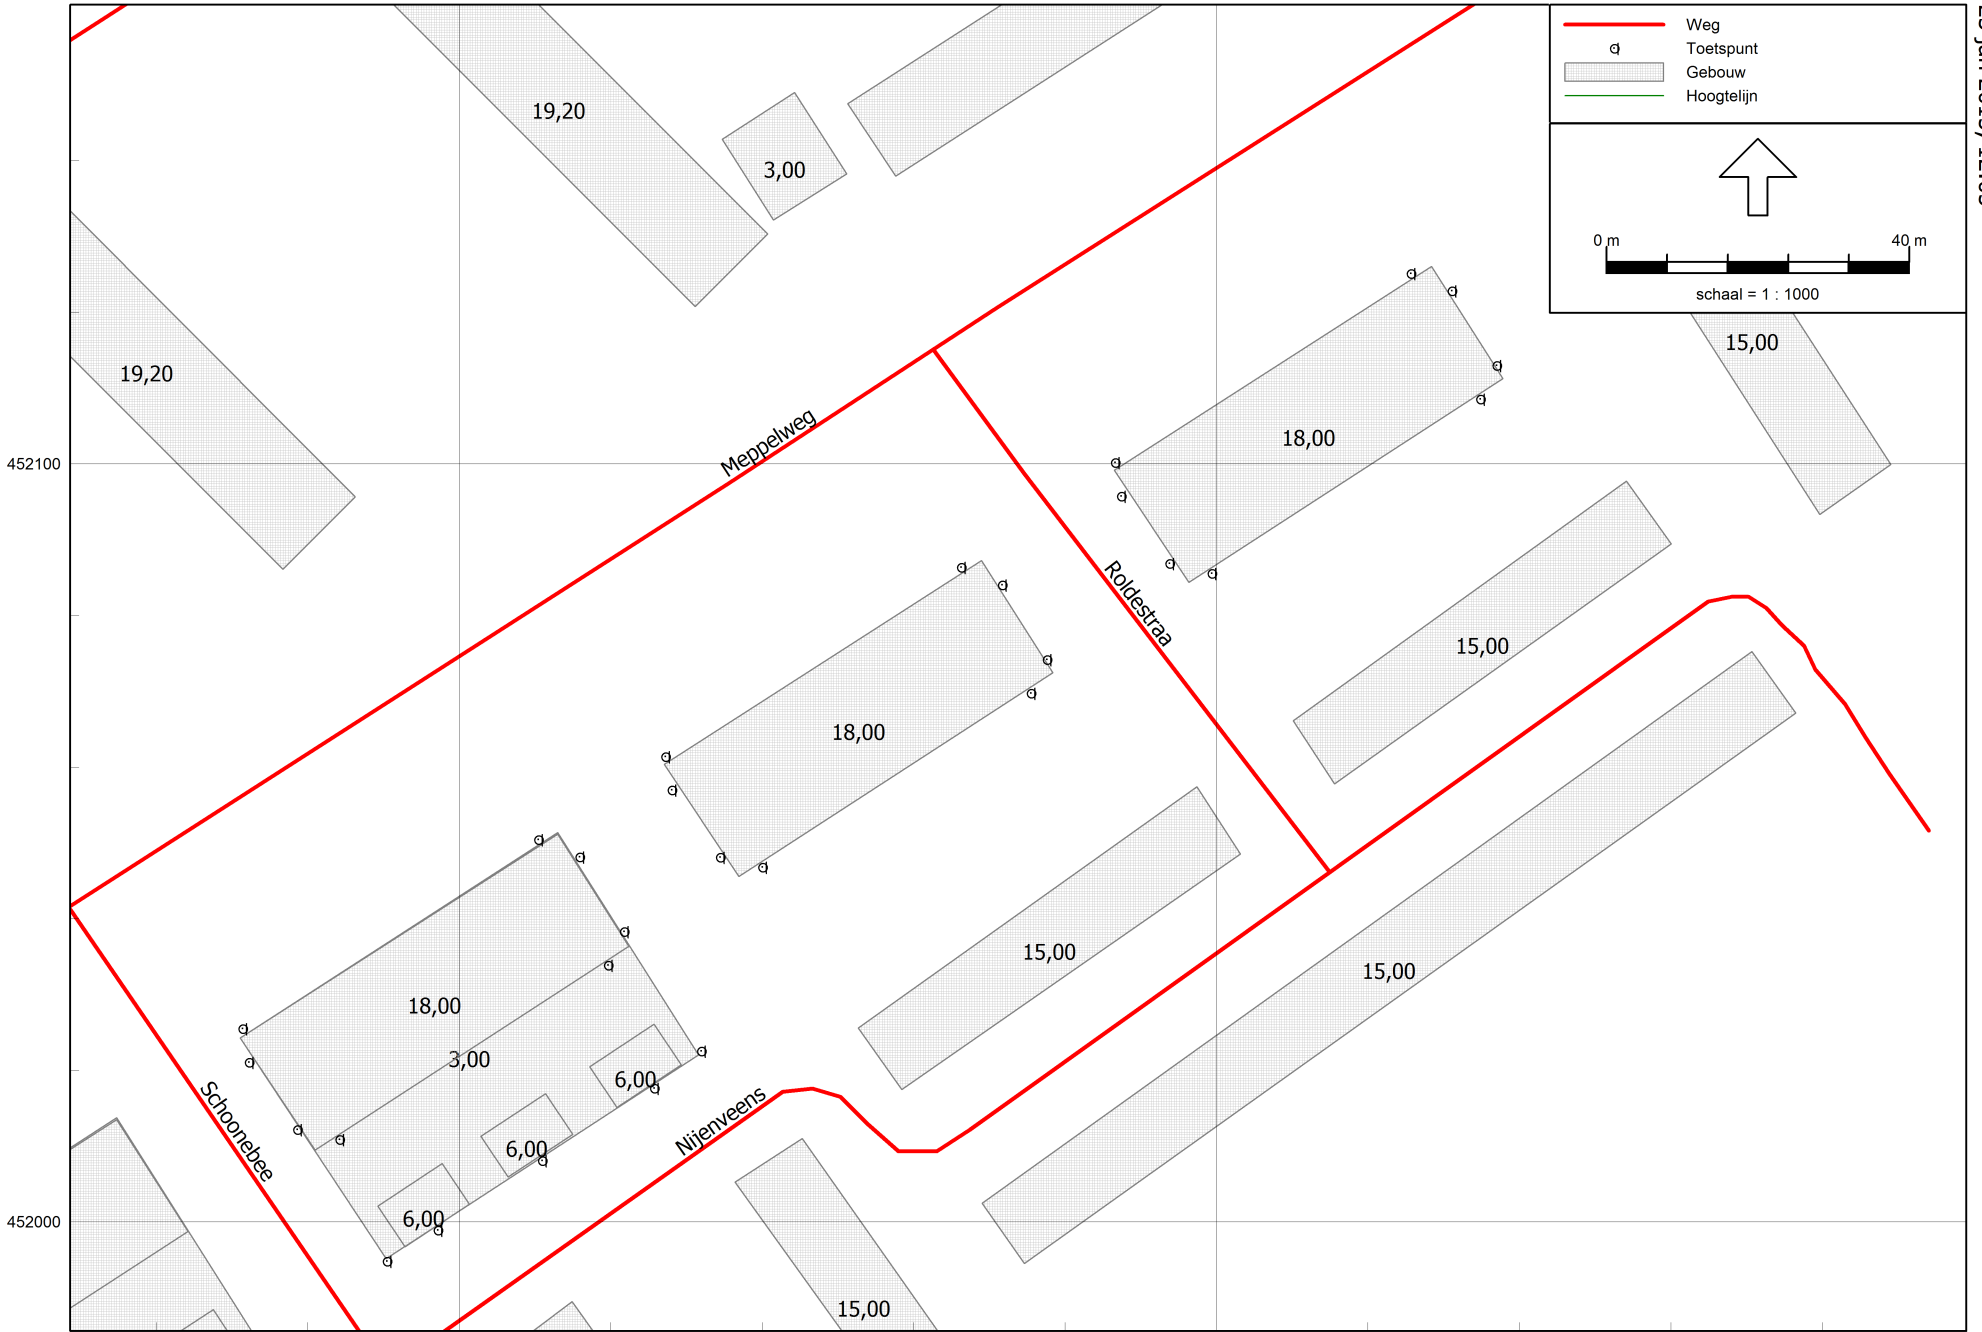 Weg
Toetspunt
Gebouw
Hoogtelijn
0 m 40 m
schaal = 1 : 1000
19,20
3,00
15,00
19,20
Meppelweg
18,00
452100
Roldestraa
15,00
18,00
15,00
15,00
18,00
3,00
6,00
Schoonebee
Nijenveens
6,00
6,00
452000
15,00